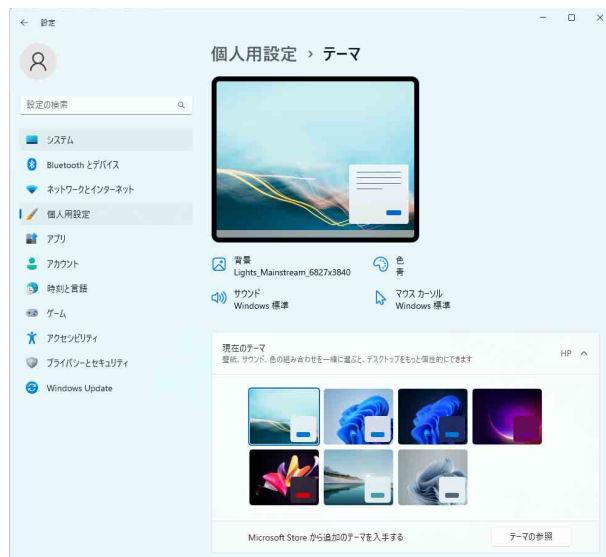 設定
個人用設定 › テーマ
設定の検索
システム
Bluetooth とデバイス
ネットワークとインターネット
個人用設定
アプリ
アカウント
時刻と言語
ゲーム
アクセシビリティ
プライバシーとセキュリティ
Windows Update
背景
Lights_Mainstream_6827x3840
色
青
サウンド
Windows 標準
マウス カーソル
Windows 標準
現在のテーマ
壁紙、サウンド、色の組み合わせを一緒に選ぶと、デスクトップをもっと個性的にできます
HP
Microsoft Store から追加のテーマを入手する
テーマの参照